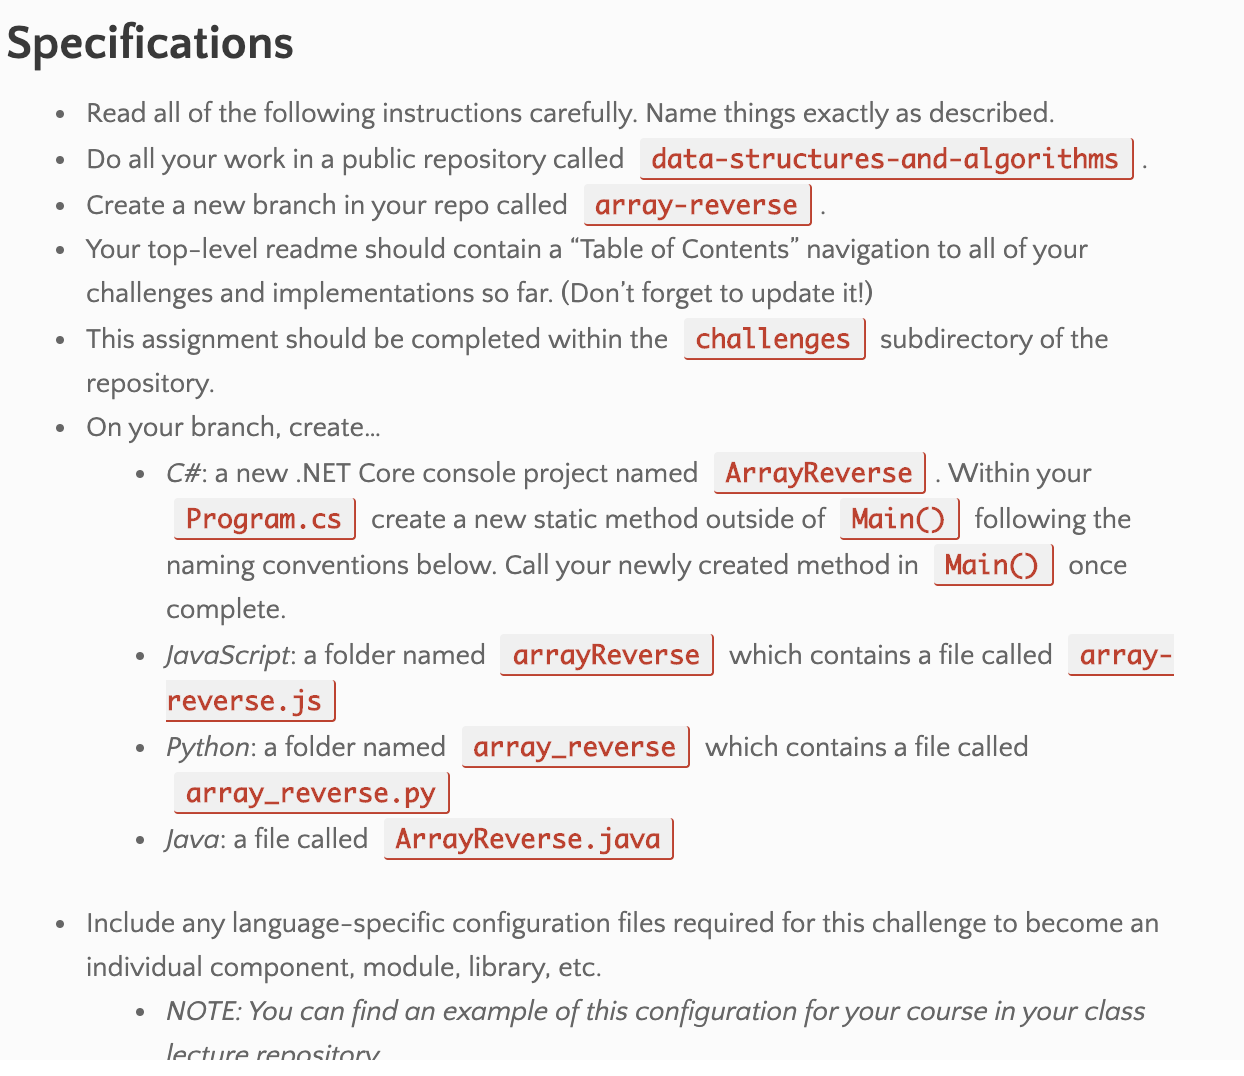 Specifications
Read all of the following instructions carefully. Name things exactly as described.
Do all your work in a public repository called data-structures-and-algorithms .
Create a new branch in your repo called array-reverse .
Your top-level readme should contain a “Table of Contents” navigation to all of your
challenges and implementations so far. (Don’t forget to update it!)
This assignment should be completed within the challenges subdirectory of the
repository.
On your branch, create…
C#: a new .NET Core console project named ArrayReverse . Within your
Program.cs create a new static method outside of Main() following the
naming conventions below. Call your newly created method in Main() once
complete.
JavaScript: a folder named arrayReverse which contains a file called array-
reverse.js
Python: a folder named array_reverse which contains a file called
array_reverse.py
Java: a file called ArrayReverse.java
Include any language-specific configuration files required for this challenge to become an
individual component, module, library, etc.
NOTE: You can find an example of this configuration for your course in your class
lecture repository